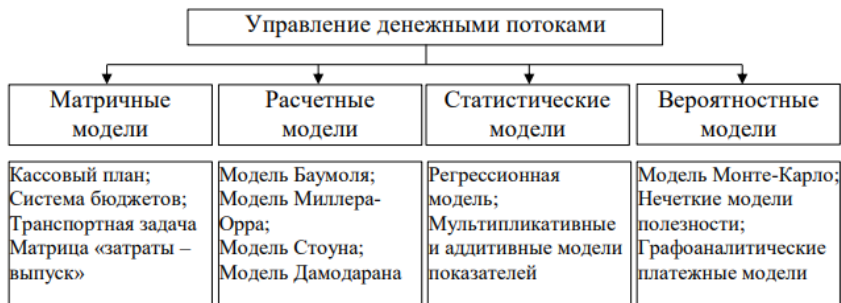 Управление денежными потоками
Матричные
модели
Расчетные
модели
Статистические
модели
Вероятностные
модели
Кассовый план;
Система бюджетов;
Транспортная задача
Матрица «затраты –
выпуск»
Модель Баумоля;
Модель Миллера-
Орра;
Модель Стоуна;
Модель Дамодарана
Регрессионная
модель;
Мультипликативные
и аддитивные модели
показателей
Модель Монте-Карло;
Нечеткие модели
полезности;
Графоаналитические
платежные модели